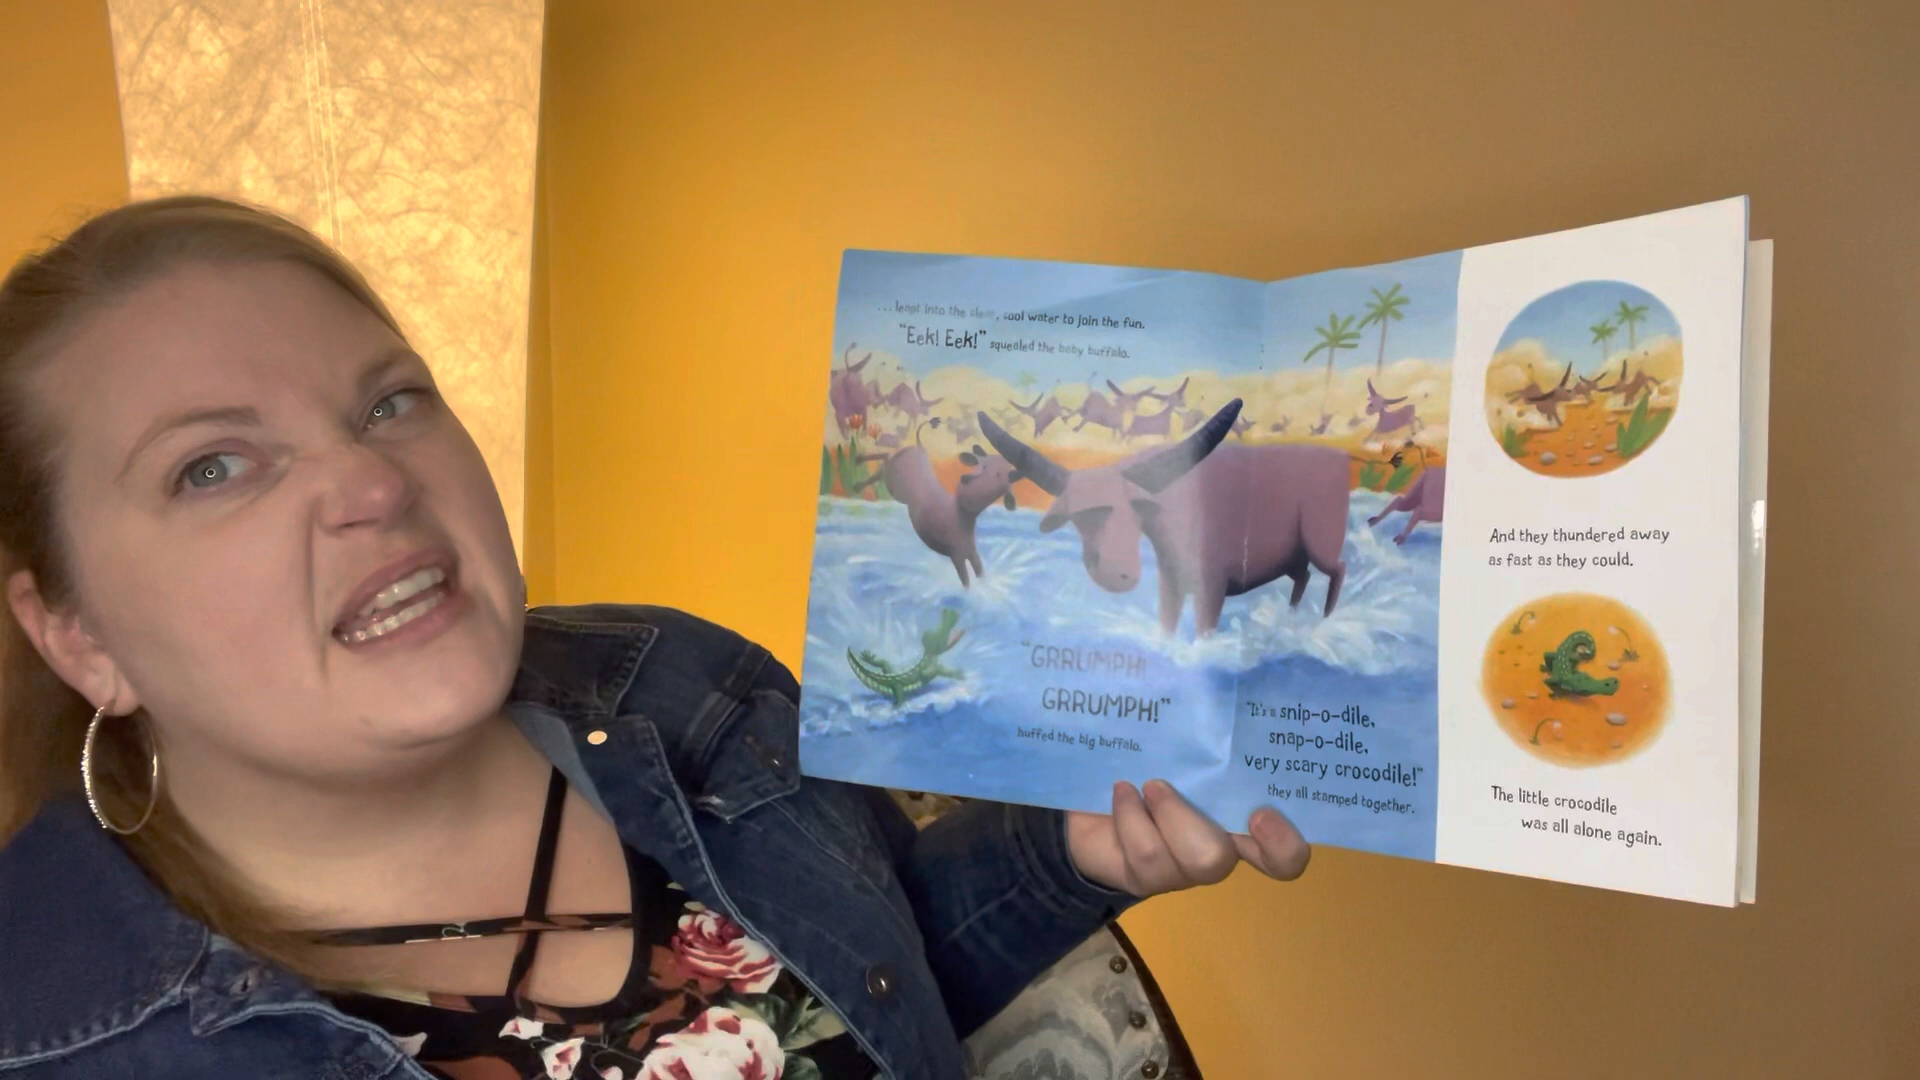 ...leapt into the clear, cool water to join the fun.
"Eek! Eek!" squealed the baby buffalo.
"GRRUMPH!
GRRUMPH!"
huffed the big buffalo.
"It's a snip-o-dile,
snap-o-dile,
very scary crocodile!"
they all stamped together.
And they thundered away
as fast as they could.
The little crocodile
was all alone again.